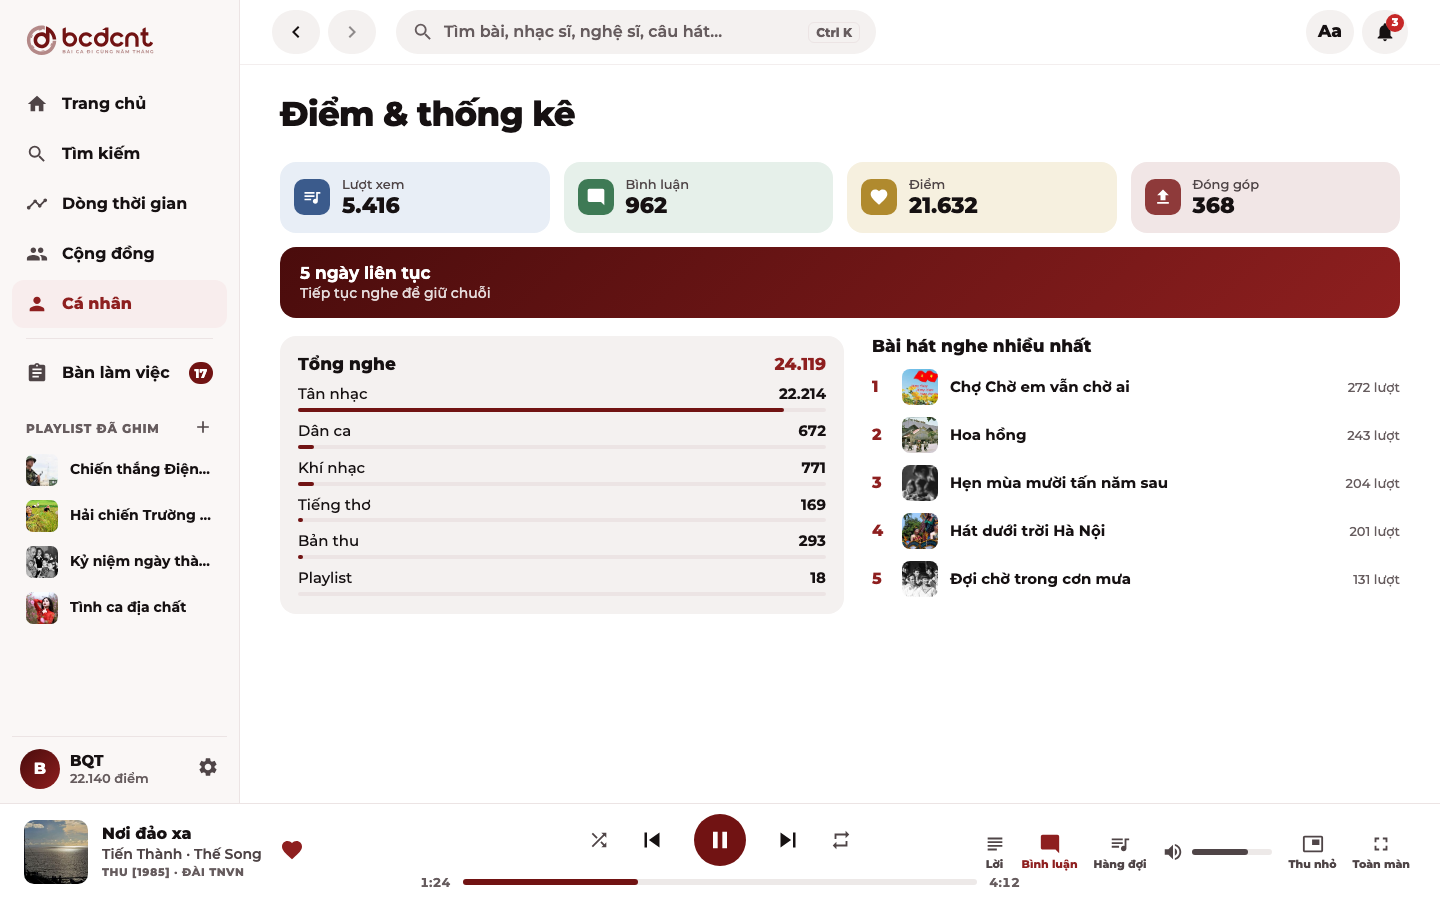 bcdcnt
BÀI CA ĐI CÙNG NĂM THÁNG
Trang chủ
Tìm kiếm
Dòng thời gian
Cộng đồng
Cá nhân
Bàn làm việc 17
PLAYLIST ĐÃ GHIM
Chiến thắng Điện...
Hải chiến Trường ...
Kỷ niệm ngày thà...
Tình ca địa chất
B
BQT
22.140 điểm
Tìm bài, nhạc sĩ, nghệ sĩ, câu hát...
Ctrl K
Aa
3
Điểm & thống kê
Lượt xem
5.416
Bình luận
962
Điểm
21.632
Đóng góp
368
5 ngày liên tục
Tiếp tục nghe để giữ chuỗi
Tổng nghe 24.119
Tân nhạc 22.214
Dân ca 672
Khí nhạc 771
Tiếng thơ 169
Bản thu 293
Playlist 18
Bài hát nghe nhiều nhất
1 Chợ Chờ em vẫn chờ ai 272 lượt
2 Hoa hồng 243 lượt
3 Hẹn mùa mười tấn năm sau 204 lượt
4 Hát dưới trời Hà Nội 201 lượt
5 Đợi chờ trong cơn mưa 131 lượt
Nơi đảo xa
Tiến Thành · Thế Song
THU [1985] · ĐÀI TNVN
1:24
4:12
Lời
Bình luận
Hàng đợi
Thu nhỏ
Toàn màn